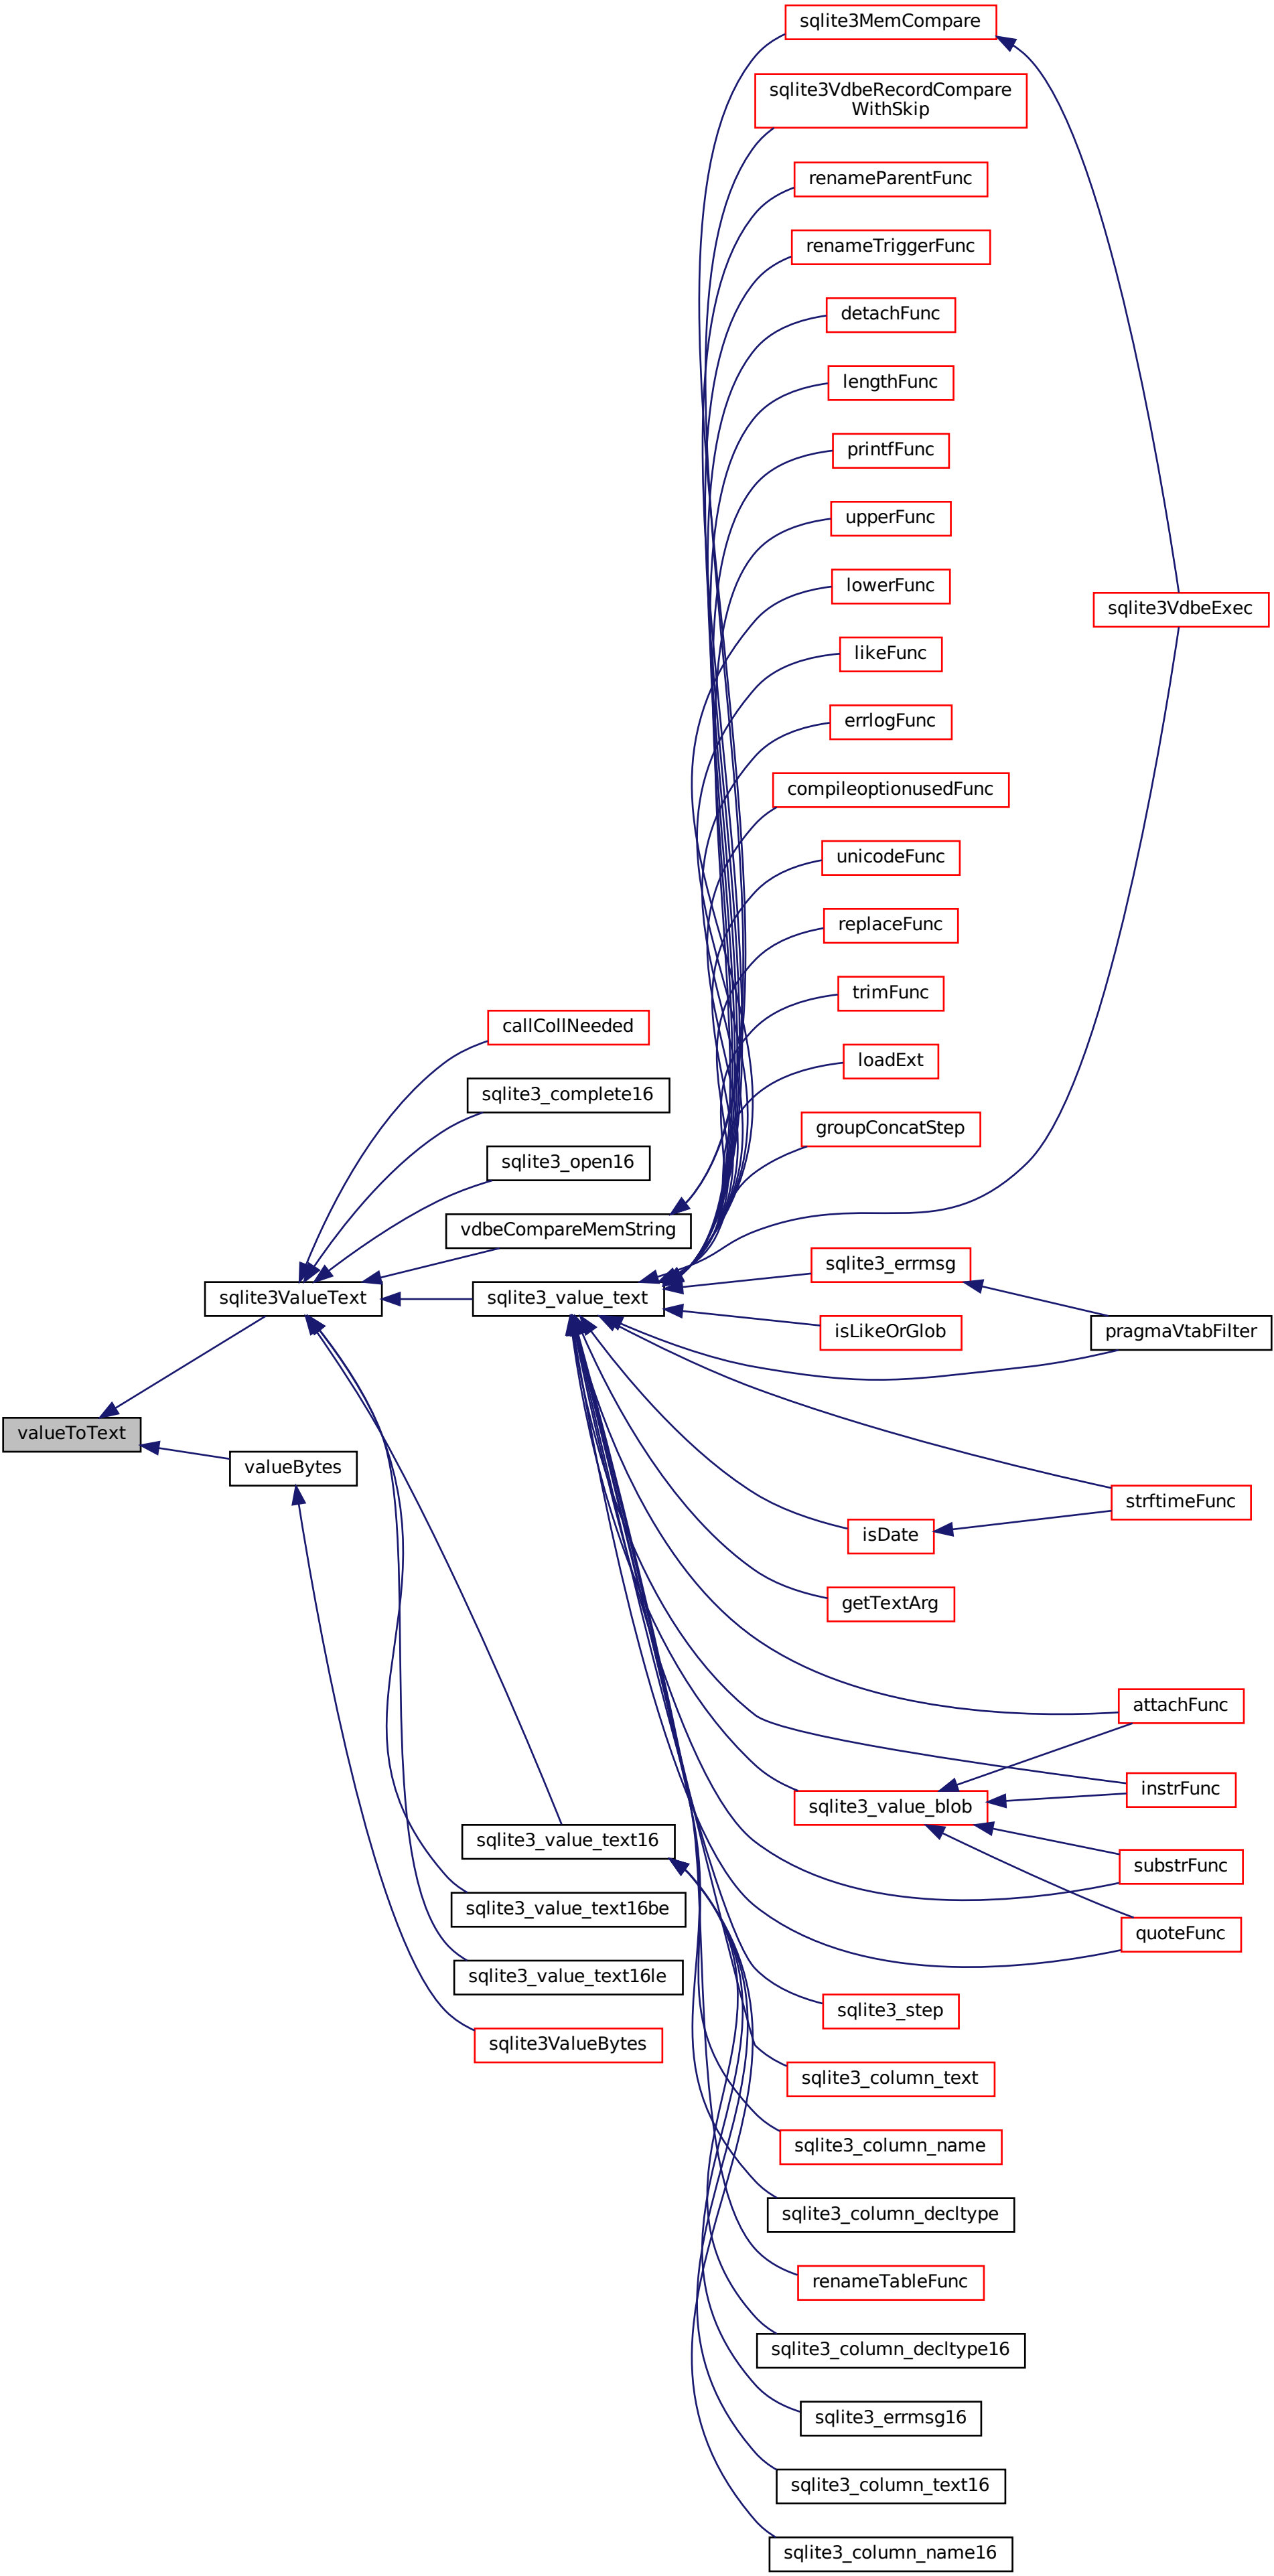 sqlite3MemCompare
sqlite3VdbeRecordCompare
WithSkip
renameParentFunc
renameTriggerFunc
detachFunc
lengthFunc
printfFunc
upperFunc
lowerFunc
sqlite3VdbeExec
likeFunc
errlogFunc
compileoptionusedFunc
unicodeFunc
replaceFunc
trimFunc
callCollNeeded
loadExt
sqlite3_complete16
groupConcatStep
sqlite3_open16
vdbeCompareMemString
sqlite3_errmsg
sqlite3ValueText
sqlite3_value_text
isLikeOrGlob
pragmaVtabFilter
valueToText
valueBytes
strftimeFunc
isDate
getTextArg
attachFunc
instrFunc
sqlite3_value_blob
sqlite3_value_text16
substrFunc
sqlite3_value_text16be
quoteFunc
sqlite3_value_text16le
sqlite3_step
sqlite3ValueBytes
sqlite3_column_text
sqlite3_column_name
sqlite3_column_decltype
renameTableFunc
sqlite3_column_decltype16
sqlite3_errmsg16
sqlite3_column_text16
sqlite3_column_name16